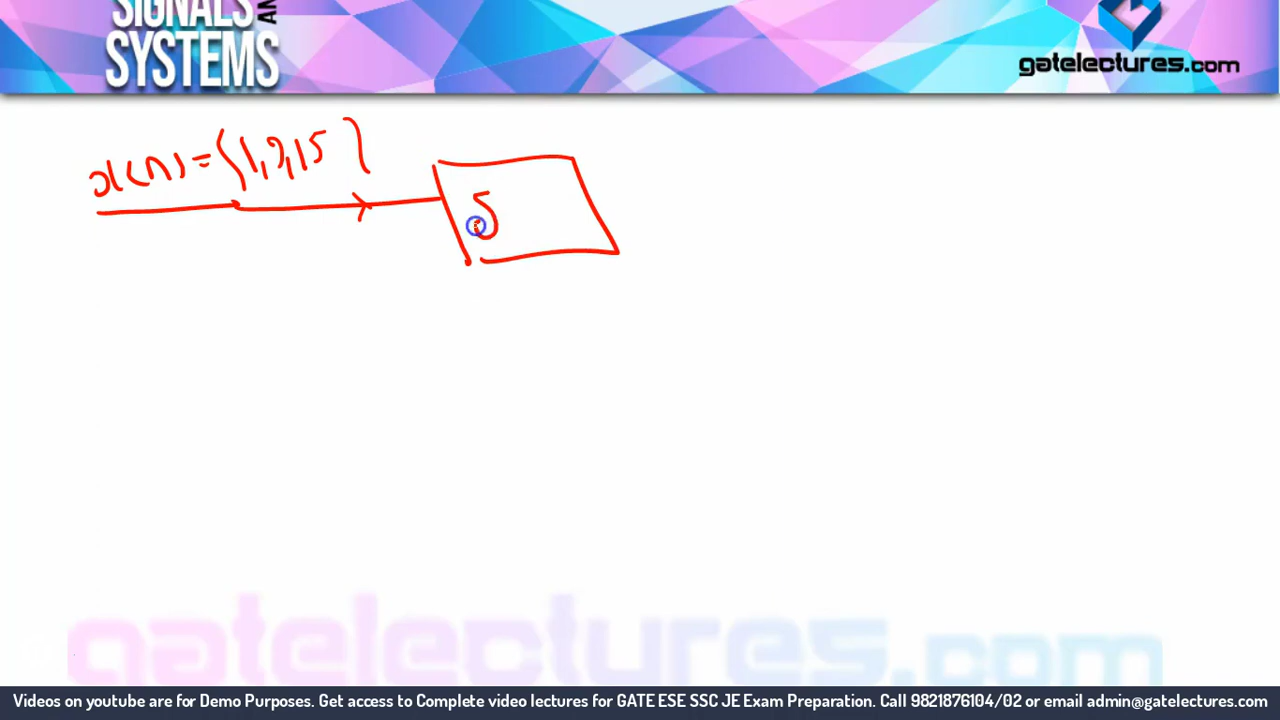 SIGNALS AND
SYSTEMS
gatelectures.com
x(n) = {1,2,15}
S
gatelectures.com
Videos on youtube are for Demo Purposes. Get access to Complete video lectures for GATE ESE SSC JE Exam Preparation. Call 9821876104/02 or email admin@gatelectures.com